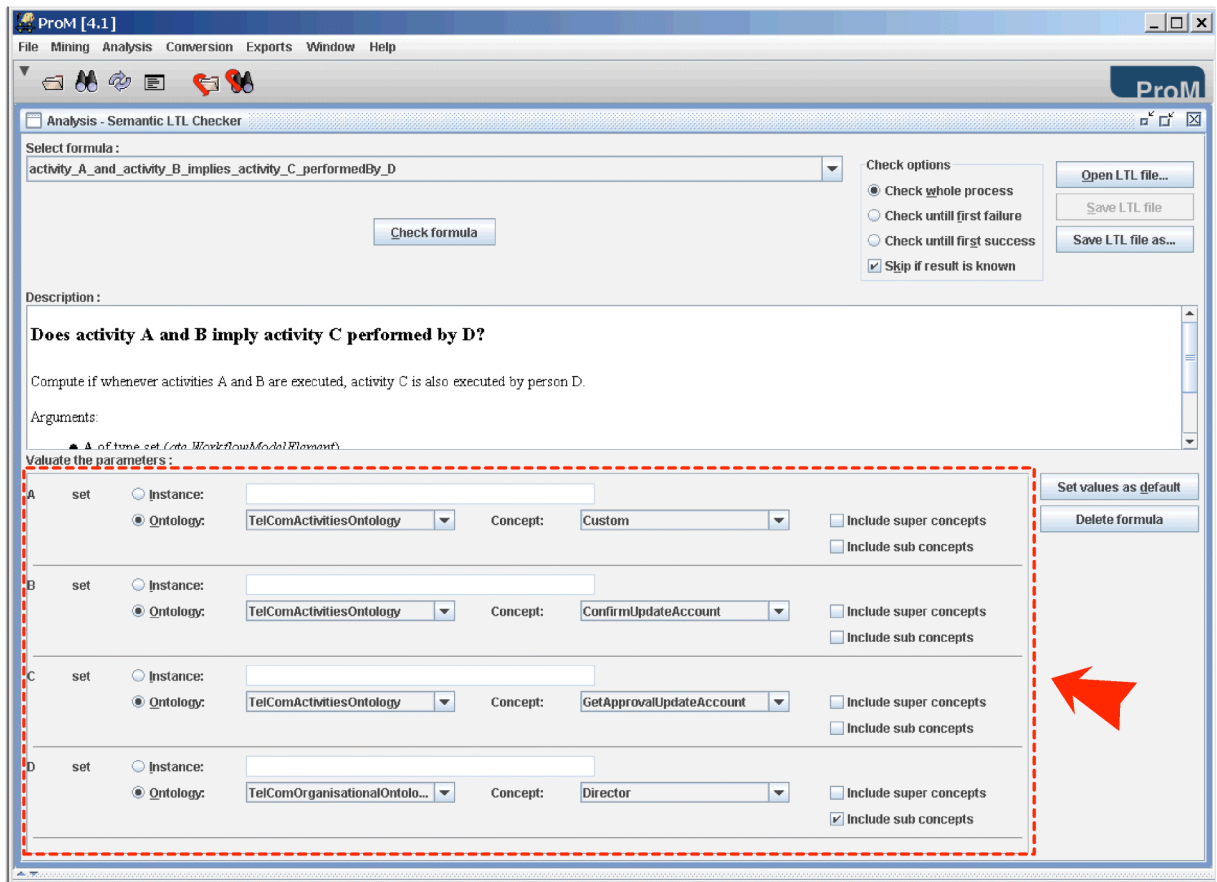 ProM [4.1]
File Mining Analysis Conversion Exports Window Help
ProM
Analysis - Semantic LTL Checker
Select formula :
activity_A_and_activity_B_implies_activity_C_performedBy_D
Check formula
Check options
Check whole process
Check untill first failure
Check untill first success
Skip if result is known
Open LTL file...
Save LTL file
Save LTL file as...
Description :
Does activity A and B imply activity C performed by D?
Compute if whenever activities A and B are executed, activity C is also executed by person D.
Arguments:
A of type set (ate.WorkflowModelElement)
Valuate the parameters :
A set Instance:
Ontology: TelComActivitiesOntology Concept: Custom Include super concepts
Include sub concepts
B set Instance:
Ontology: TelComActivitiesOntology Concept: ConfirmUpdateAccount Include super concepts
Include sub concepts
C set Instance:
Ontology: TelComActivitiesOntology Concept: GetApprovalUpdateAccount Include super concepts
Include sub concepts
D set Instance:
Ontology: TelComOrganisationalOntolo... Concept: Director Include super concepts
Include sub concepts
Set values as default
Delete formula